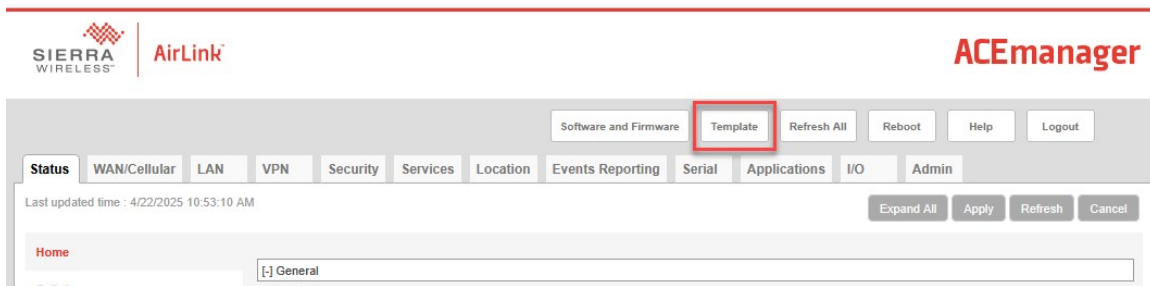 SIERRA
WIRELESS
AirLink
ACEmanager
Software and Firmware Template Refresh All Reboot Help Logout
Status WAN/Cellular LAN VPN Security Services Location Events Reporting Serial Applications I/O Admin
Last updated time : 4/22/2025 10:53:10 AM
Expand All Apply Refresh Cancel
Home
[-] General